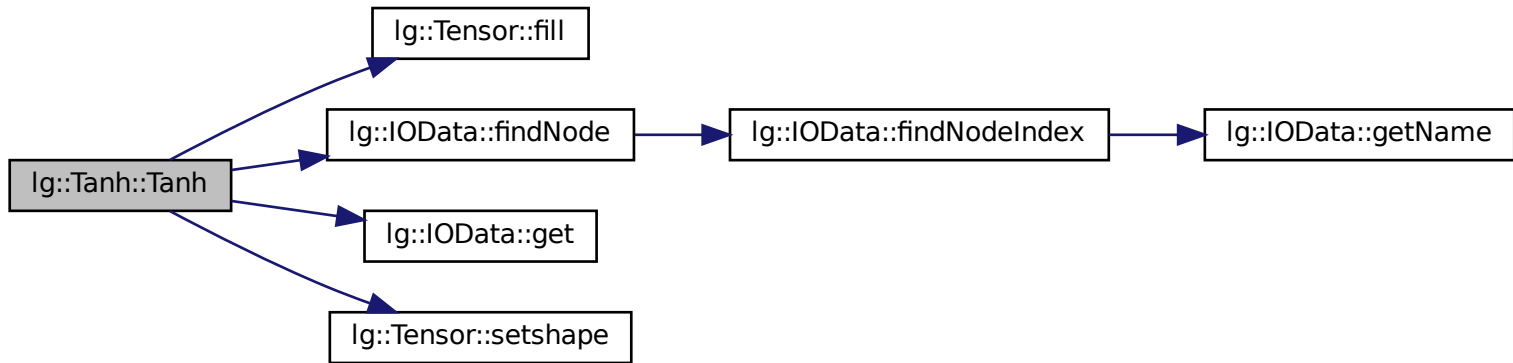 lg::Tensor::fill
lg::IOData::findNode
lg::IOData::findNodeIndex
lg::IOData::getName
lg::Tanh::Tanh
lg::IOData::get
lg::Tensor::setshape